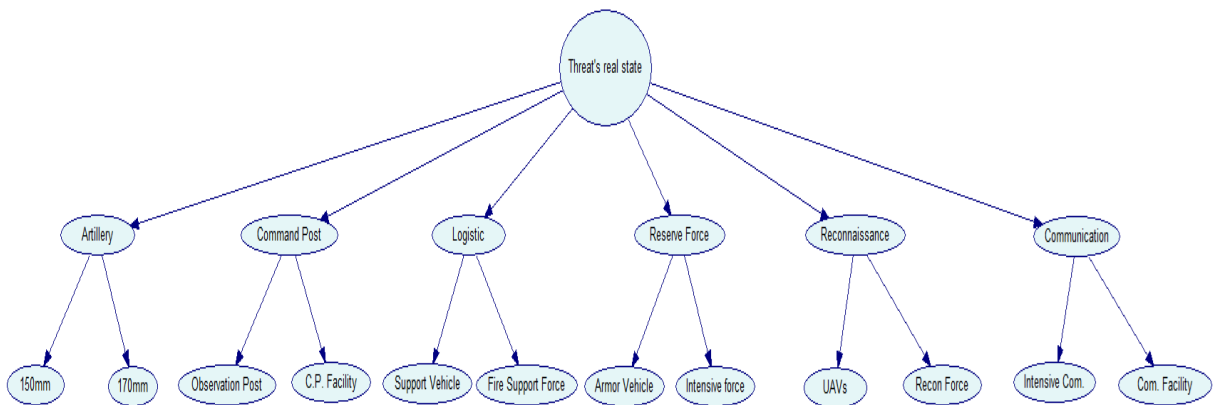 Threat's real state
Artillery
Command Post
Logistic
Reserve Force
Reconnaissance
Communication
150mm
170mm
Observation Post
C.P. Facility
Support Vehicle
Fire Support Force
Armor Vehicle
Intensive force
UAVs
Recon Force
Intensive Com.
Com. Facility